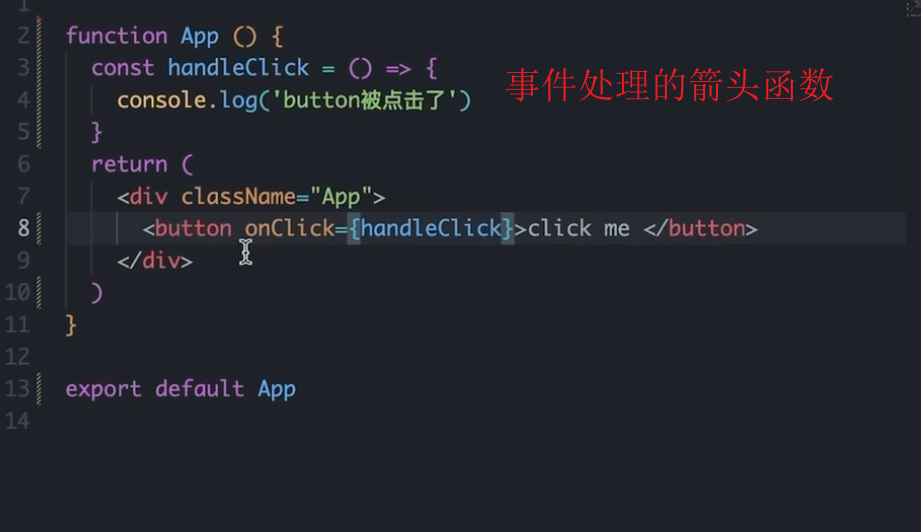 1
2 function App () {
3 const handleClick = () => {
事件处理的箭头函数
4 console.log('button被点击了')
5 }
6 return (
7 <div className="App">
8 <button onClick={handleClick}>click me </button>
9 </div>
10 )
11 }
12
13 export default App
14